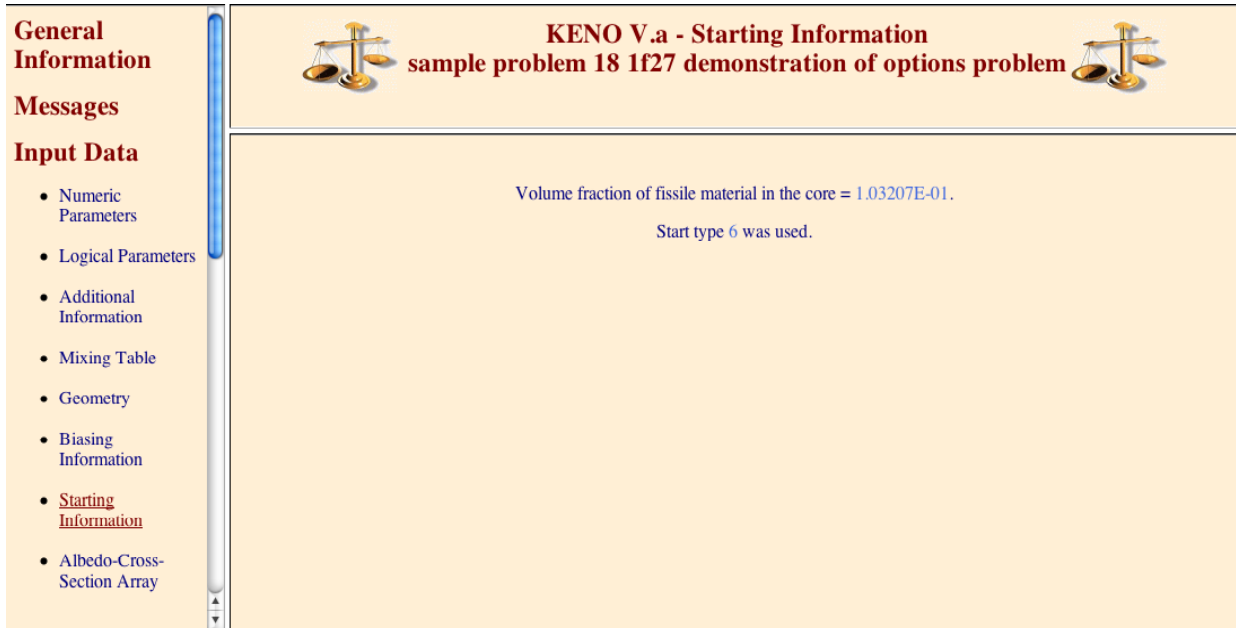 General
Information
Messages
Input Data
Numeric
Parameters
Logical Parameters
Additional
Information
Mixing Table
Geometry
Biasing
Information
Starting
Information
Albedo-Cross-
Section Array
KENO V.a - Starting Information
sample problem 18 1f27 demonstration of options problem
Volume fraction of fissile material in the core = 1.03207E-01.
Start type 6 was used.